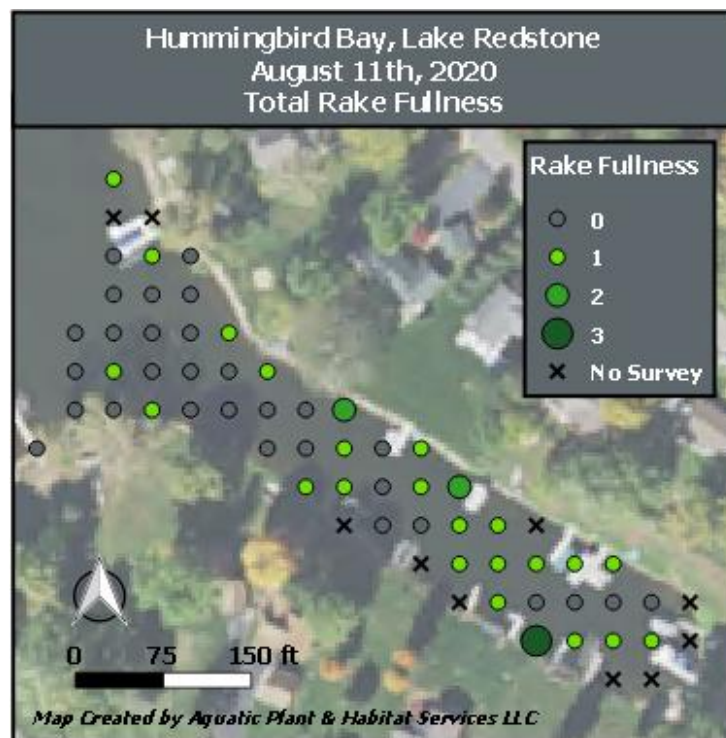 Hummingbird Bay, Lake Redstone
August 11th, 2020
Total Rake Fullness
Rake Fullness
0
1
2
3
No Survey
0 75 150 ft
Map Created by Aquatic Plant & Habitat Services LLC